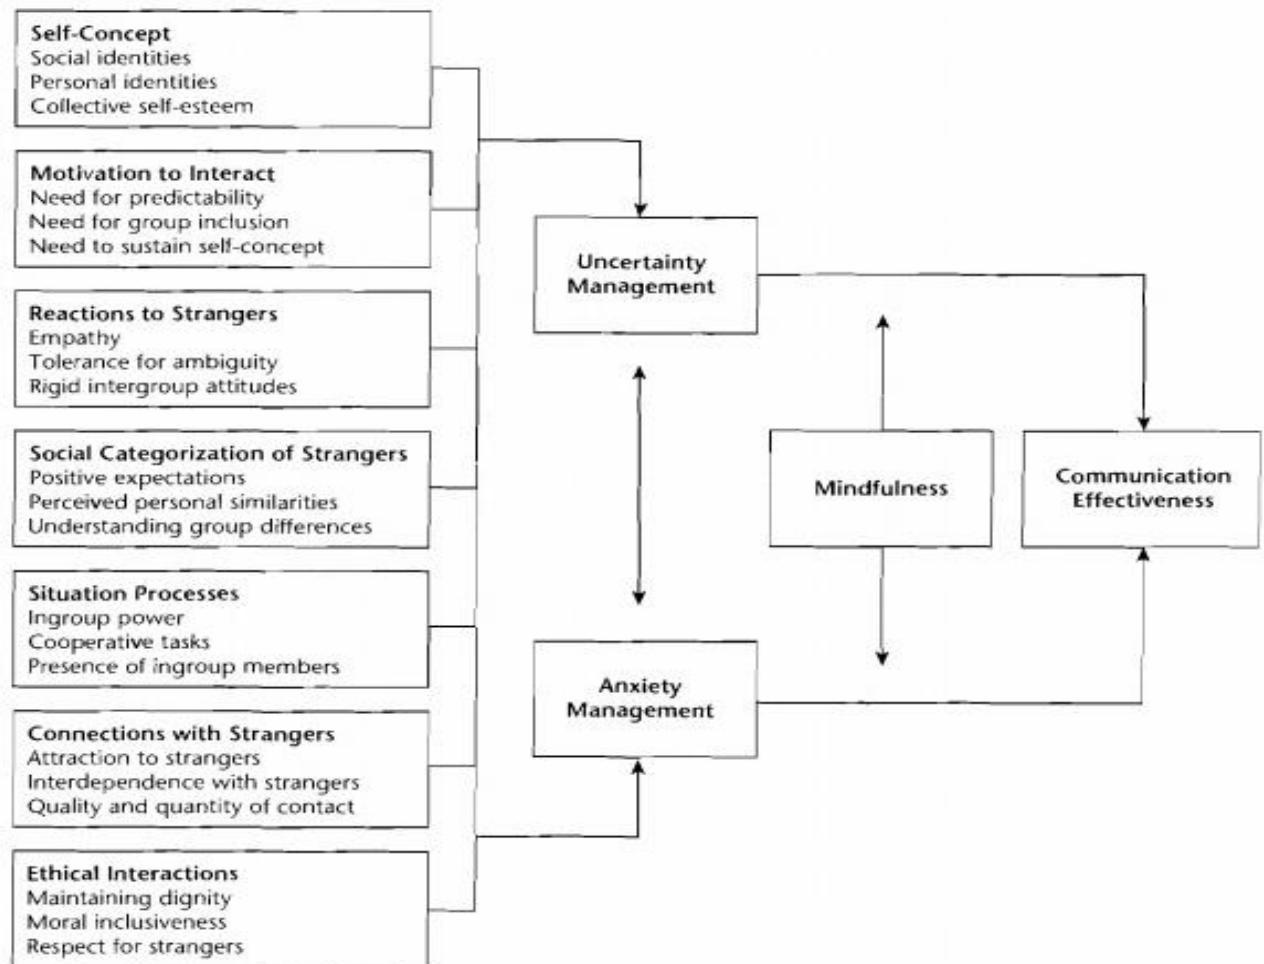 Self-Concept
Social identities
Personal identities
Collective self-esteem
Motivation to Interact
Need for predictability
Need for group inclusion
Need to sustain self-concept
Reactions to Strangers
Empathy
Tolerance for ambiguity
Rigid intergroup attitudes
Social Categorization of Strangers
Positive expectations
Perceived personal similarities
Understanding group differences
Situation Processes
Ingroup power
Cooperative tasks
Presence of ingroup members
Connections with Strangers
Attraction to strangers
Interdependence with strangers
Quality and quantity of contact
Ethical Interactions
Maintaining dignity
Moral inclusiveness
Respect for strangers
Uncertainty
Management
Anxiety
Management
Mindfulness
Communication
Effectiveness